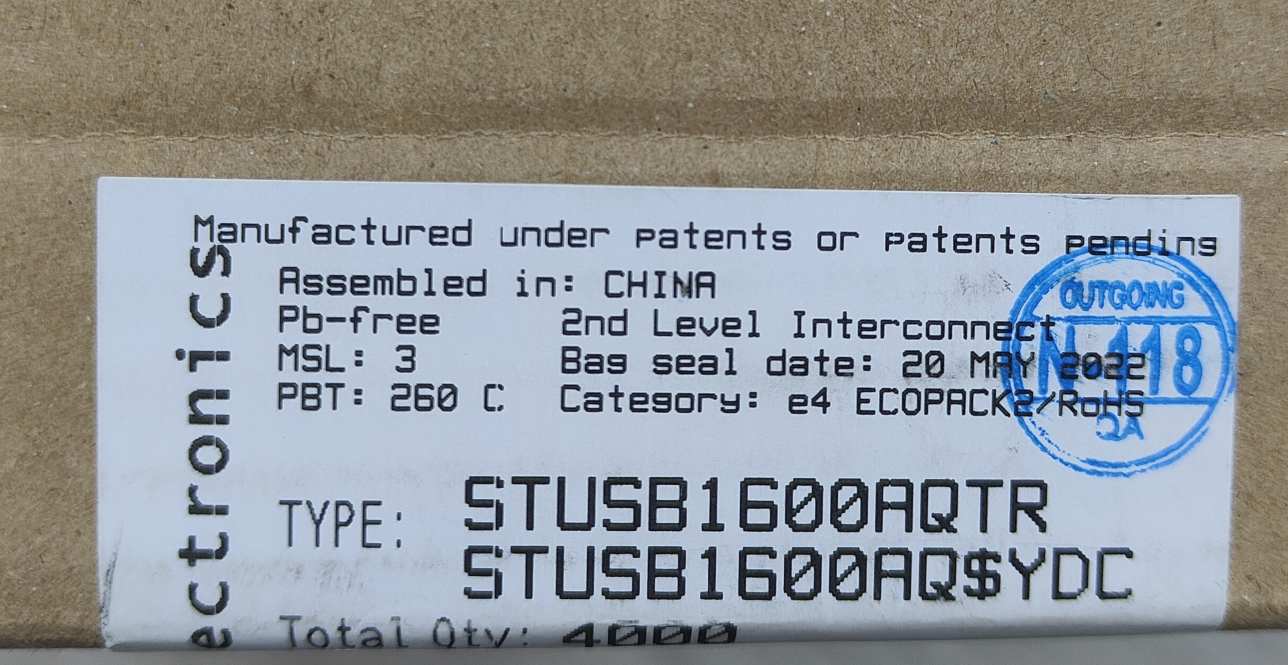 Manufactured under patents or patents pending
Assembled in: CHINA
Pb-free 2nd Level Interconnect
MSL: 3 Bag seal date: 20 MAY 2022
PBT: 260 C Category: e4 ECOPACK2/RoHS
TYPE: STUSB1600AQTR
STUSB1600AQ$YDC
Total Qty: 4000
ectronics
OUTGOING
N 118
QA